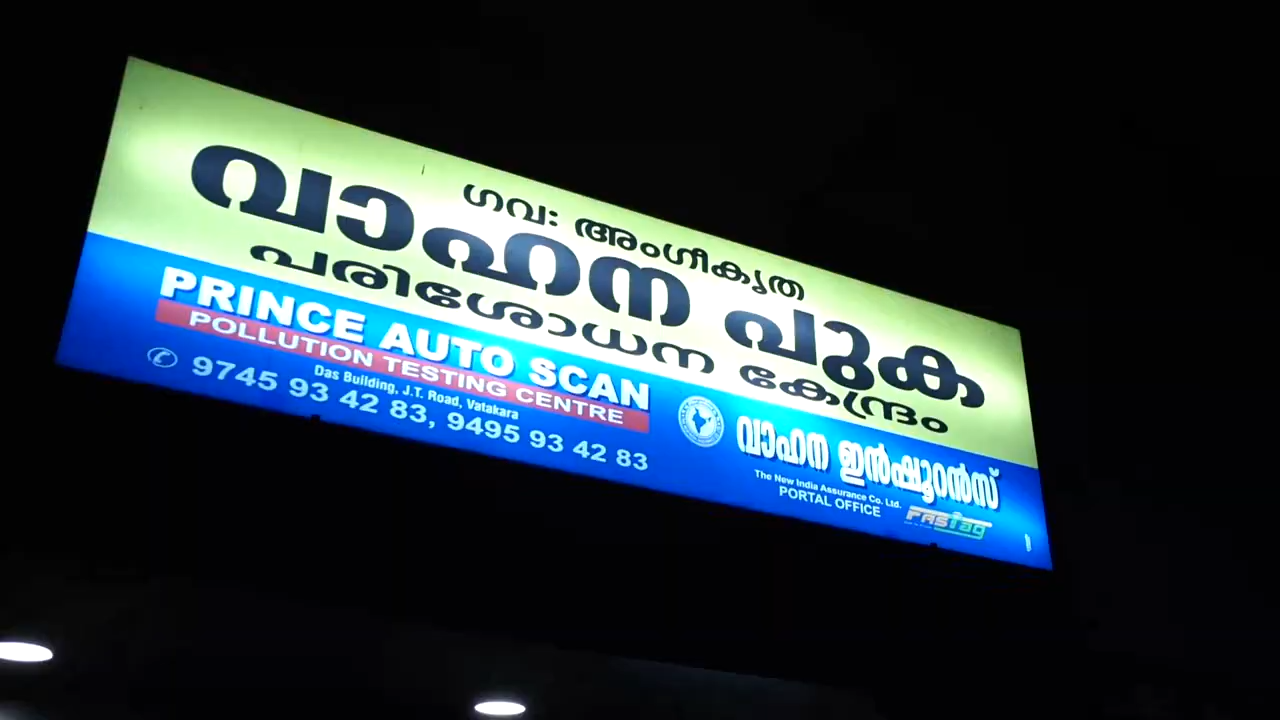 ഗവ: അംഗീകൃത
വാഹന പുക
പരിശോധന കേന്ദ്രം
PRINCE AUTO SCAN
POLLUTION TESTING CENTRE
Das Building, J.T. Road, Vatakara
9745 93 42 83, 9495 93 42 83
വാഹന ഇൻഷൂറൻസ്
The New India Assurance Co. Ltd.
PORTAL OFFICE
FASTag